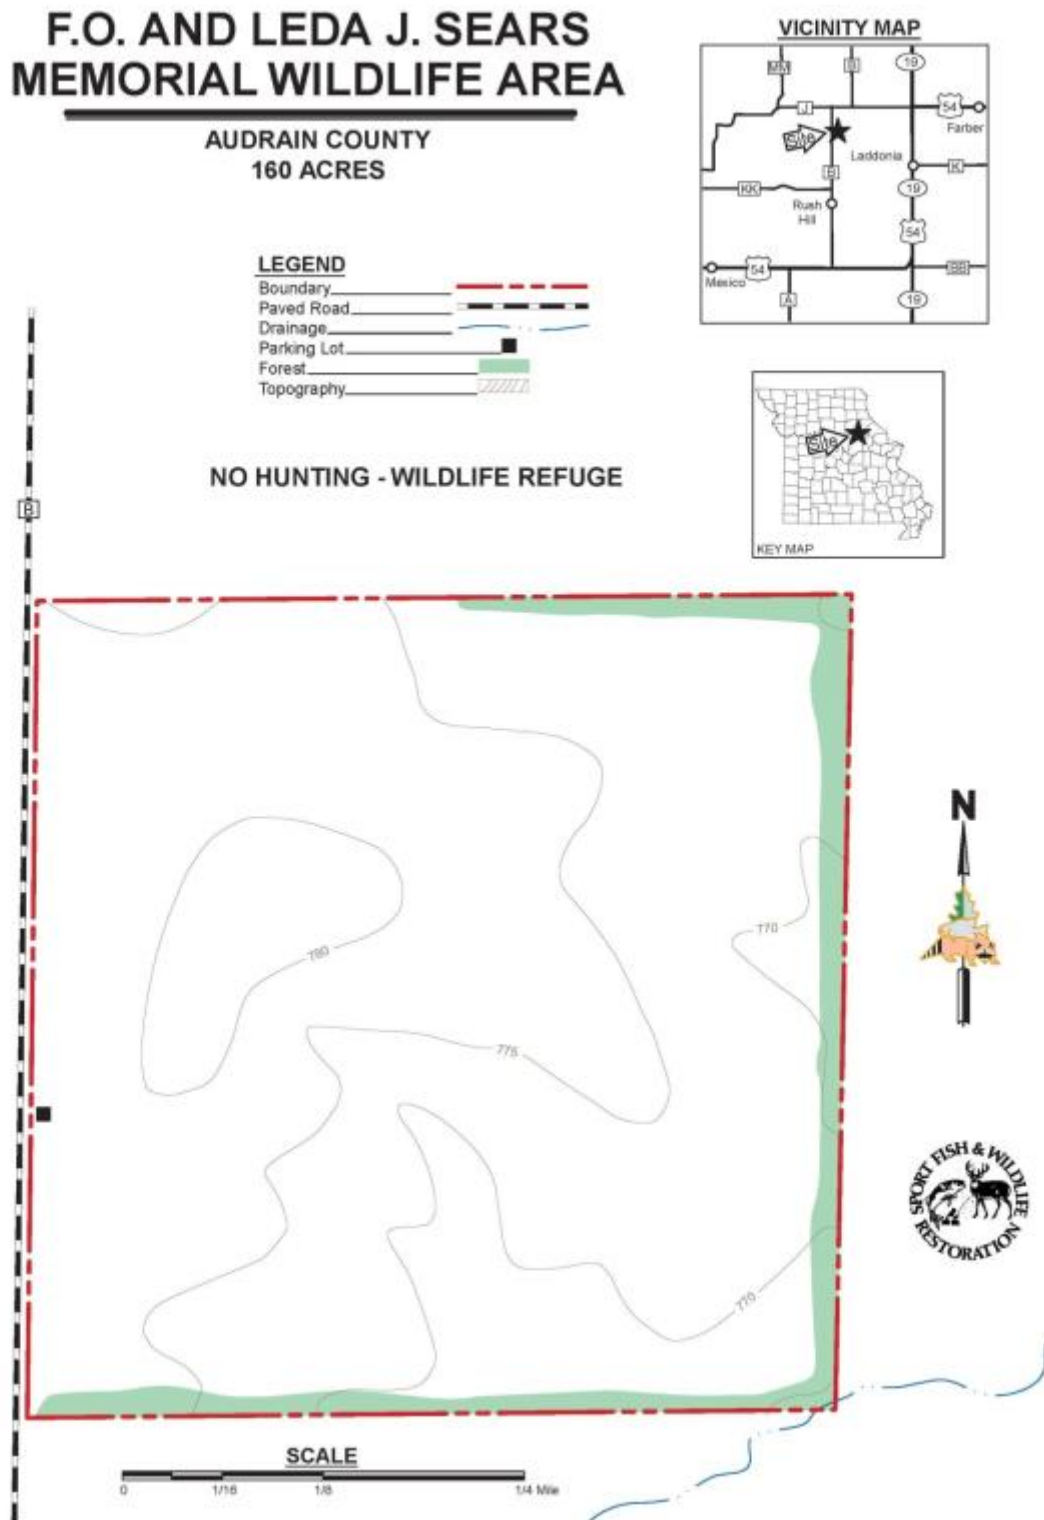 F.O. AND LEDA J. SEARS
MEMORIAL WILDLIFE AREA
AUDRAIN COUNTY
160 ACRES
VICINITY MAP
MM
19
J
54
Farber
Site
Laddonia
B
K
KK
19
Rush
Hill
54
54
BB
Mexico
A
19
LEGEND
Boundary
Paved Road
Drainage
Parking Lot
Forest
Topography
Site
KEY MAP
NO HUNTING - WILDLIFE REFUGE
B
N
770
780
775
770
SPORT FISH & WILDLIFE
RESTORATION
SCALE
0 1/16 1/8 1/4 Mile